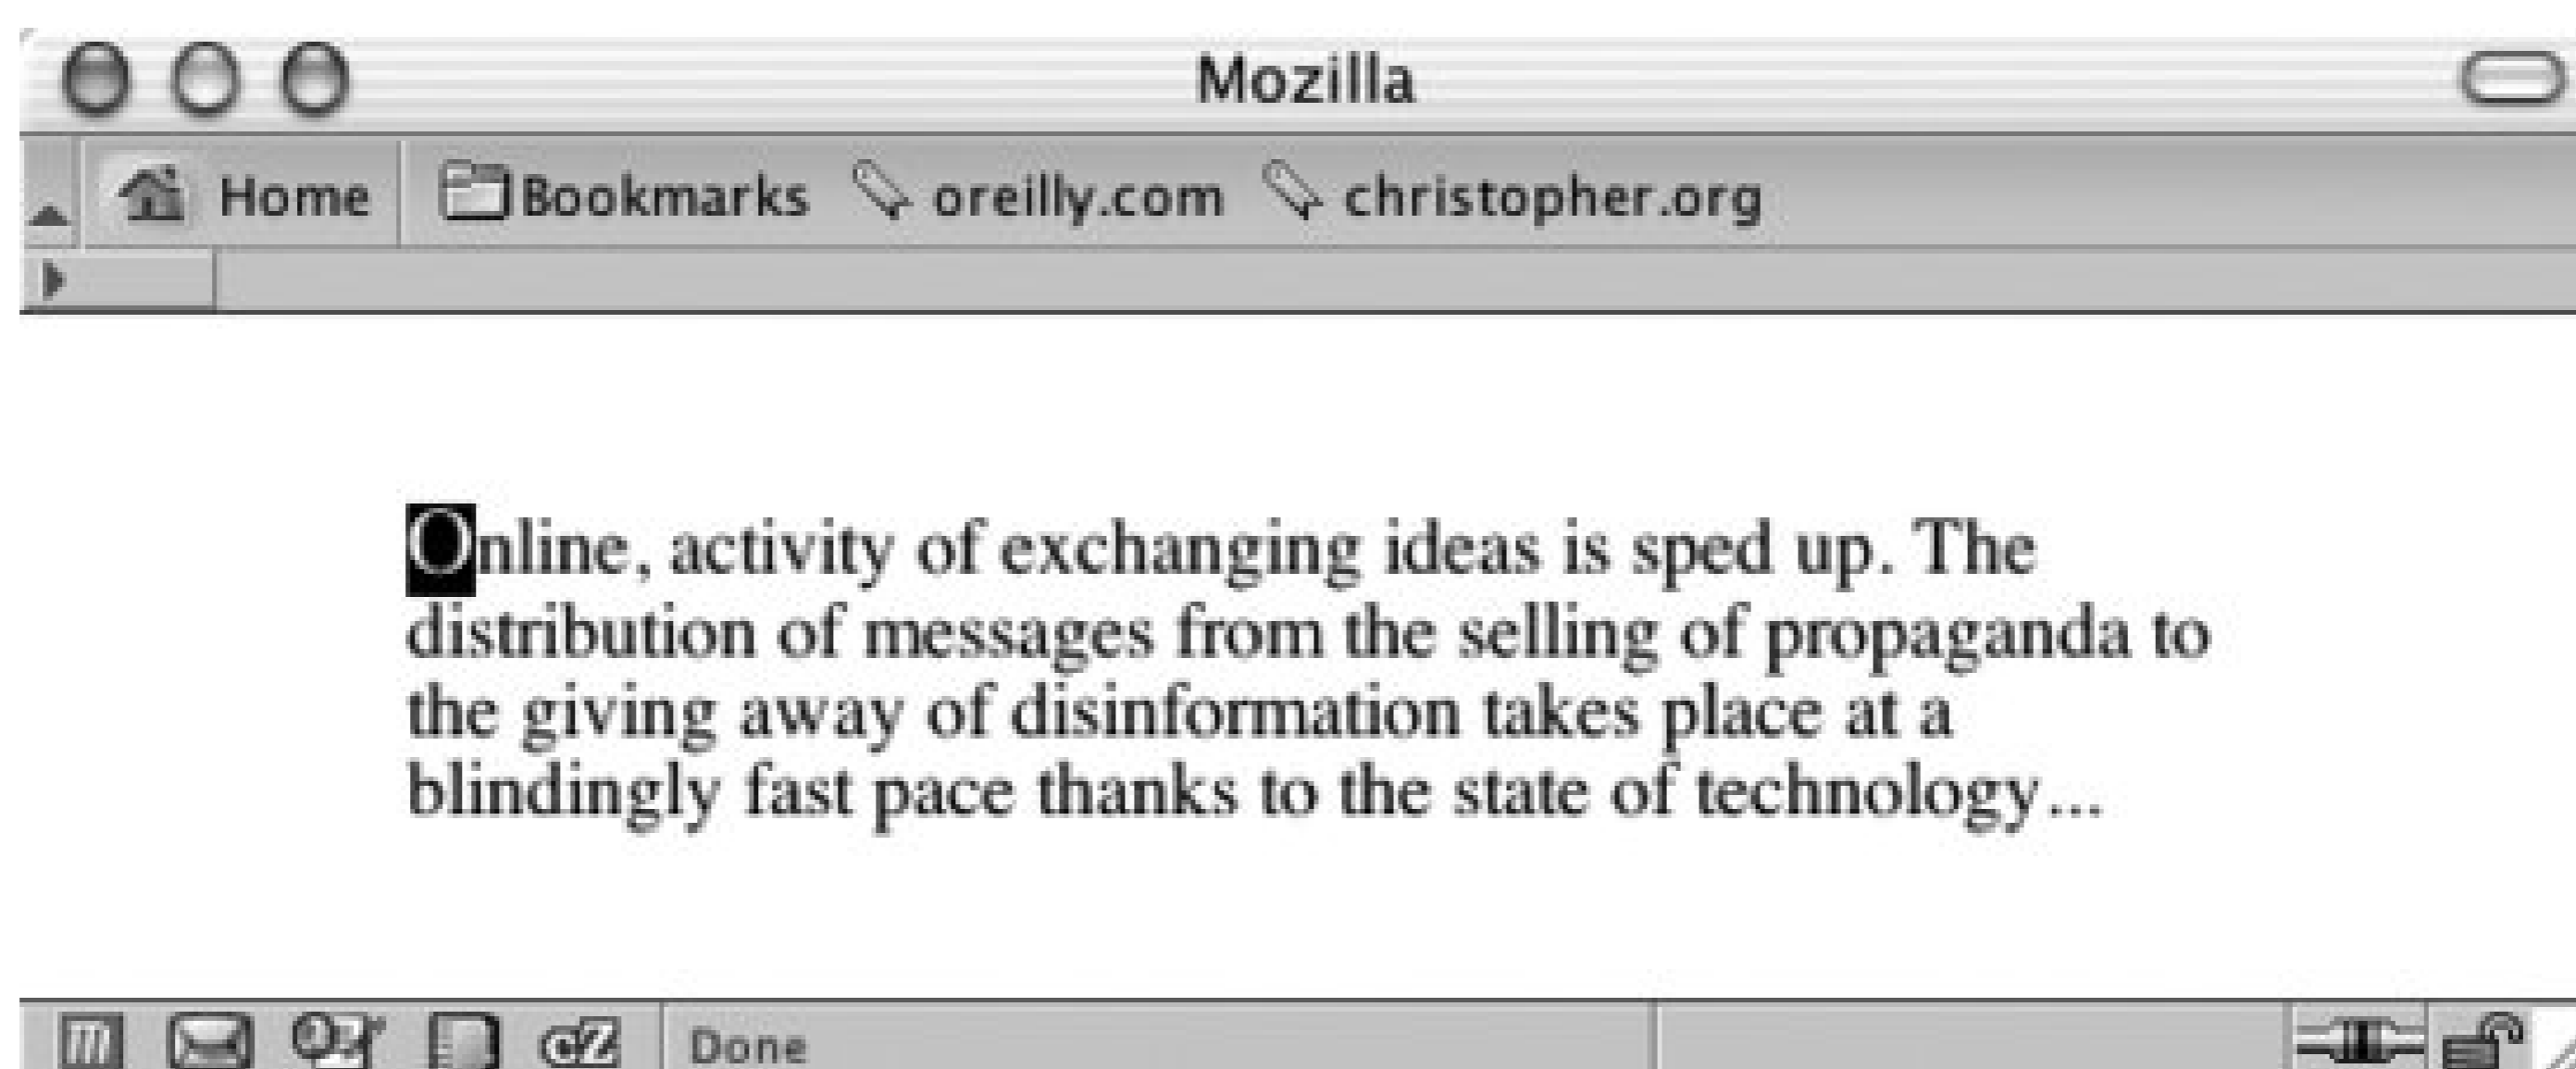 Mozilla
Home Bookmarks oreilly.com christopher.org
Online, activity of exchanging ideas is sped up. The
distribution of messages from the selling of propaganda to
the giving away of disinformation takes place at a
blindingly fast pace thanks to the state of technology...
m cZ Done